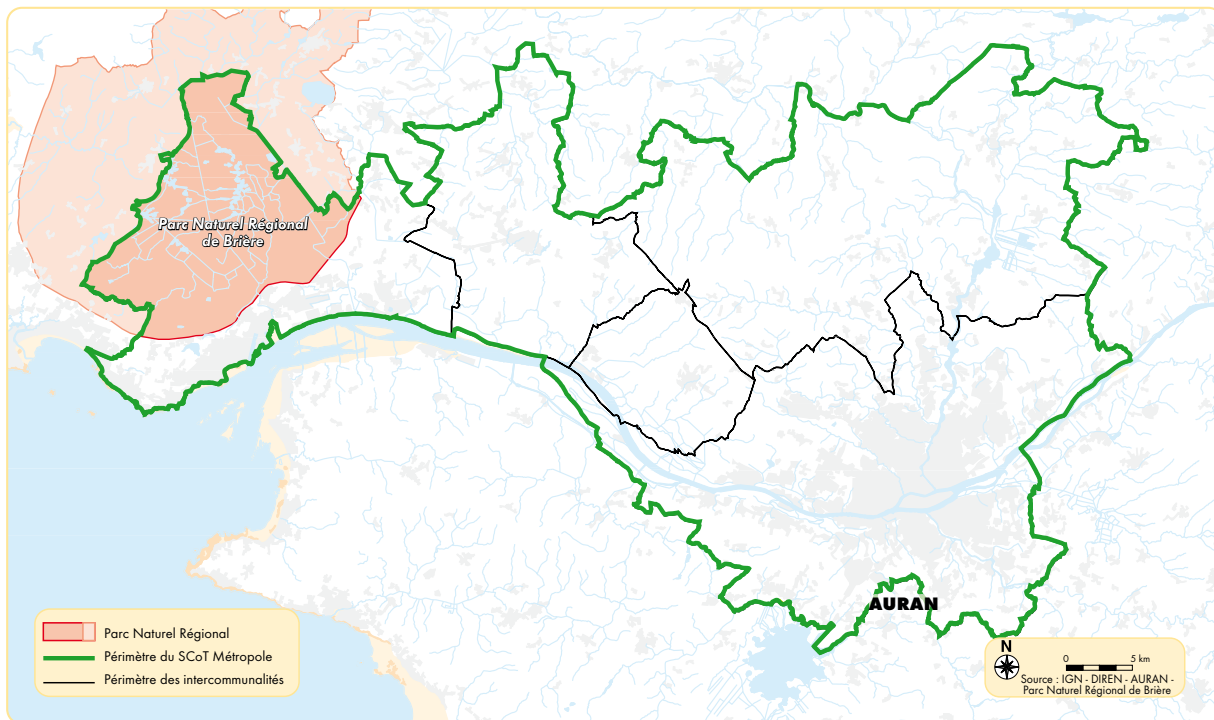 Parc Naturel Régional
de Brière
AURAN
Parc Naturel Régional
Périmètre du SCoT Métropole
Périmètre des intercommunalités
N
0 5 km
Source : IGN - DIREN - AURAN -
Parc Naturel Régional de Brière